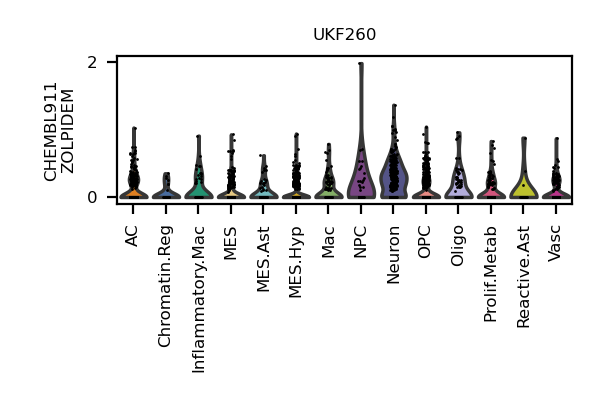 UKF260
CHEMBL911
ZOLPIDEM
2
0
AC
Chromatin.Reg
Inflammatory.Mac
MES
MES.Ast
MES.Hyp
Mac
NPC
Neuron
OPC
Oligo
Prolif.Metab
Reactive.Ast
Vasc